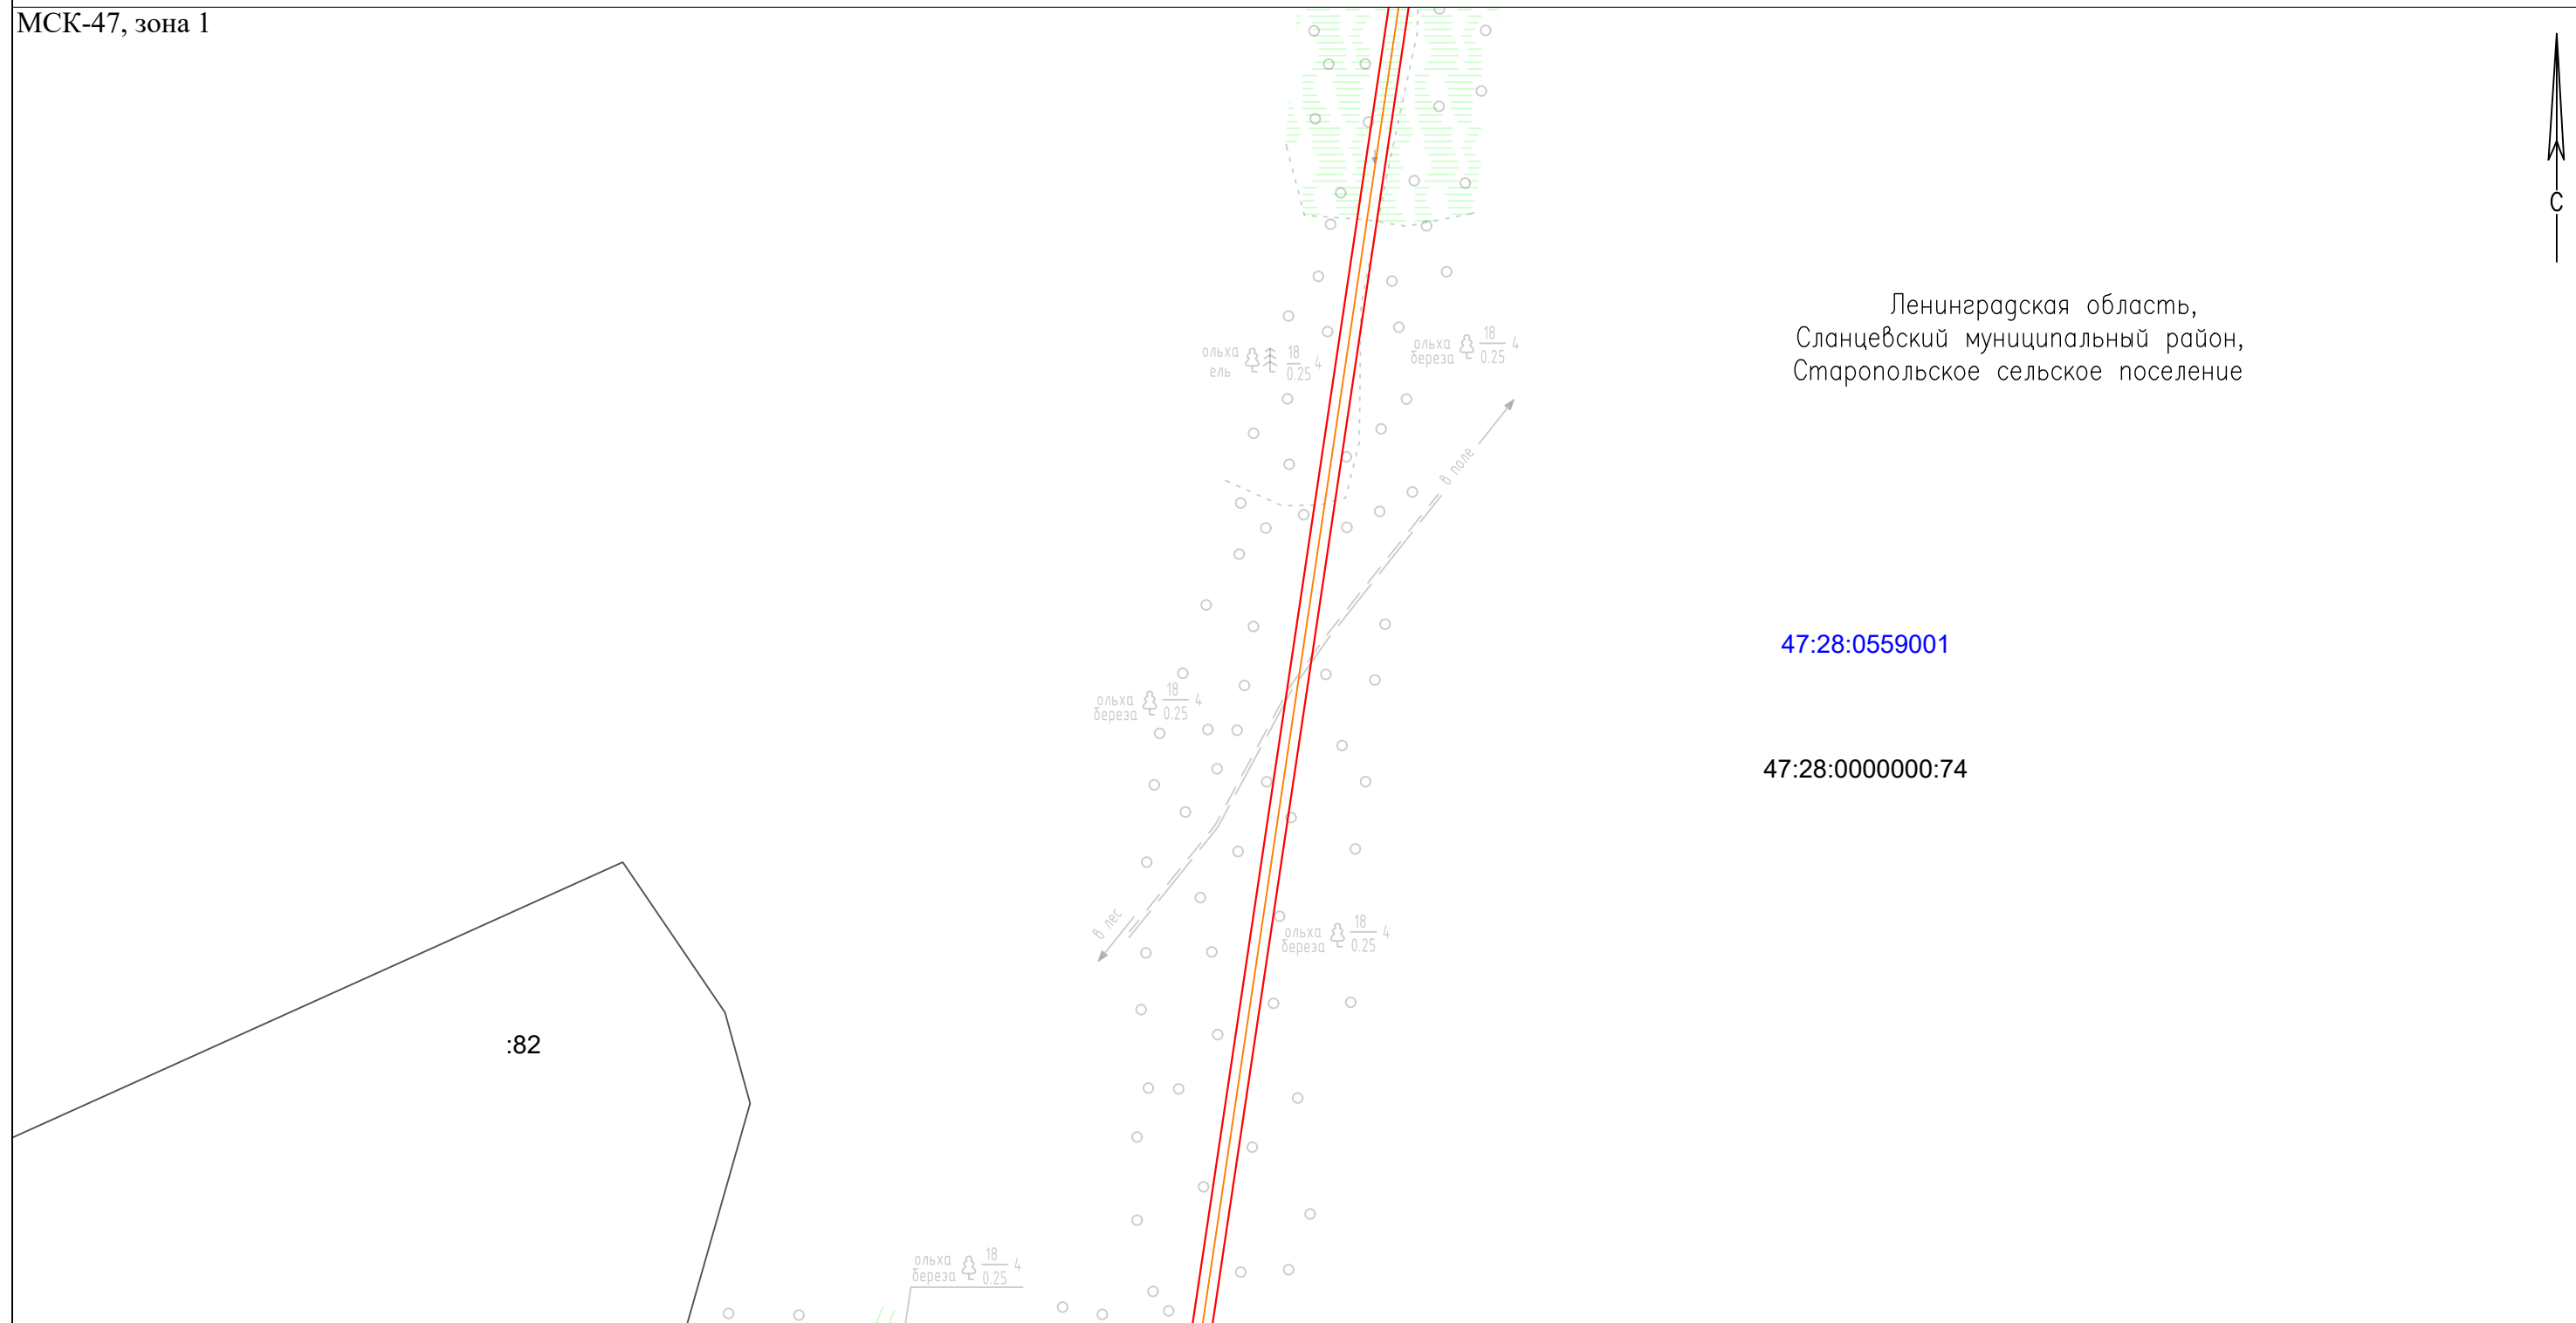 МСК-47, зона 1
С
Ленинградская область,
Сланцевский муниципальный район,
Старопольское сельское поселение
ольха
береза
18
0.25
4
ольха
ель
18
0.25
4
в поле
47:28:0559001
ольха
береза
18
0.25
4
47:28:0000000:74
в лес
ольха
береза
18
0.25
4
:82
ольха
береза
18
0.25
4